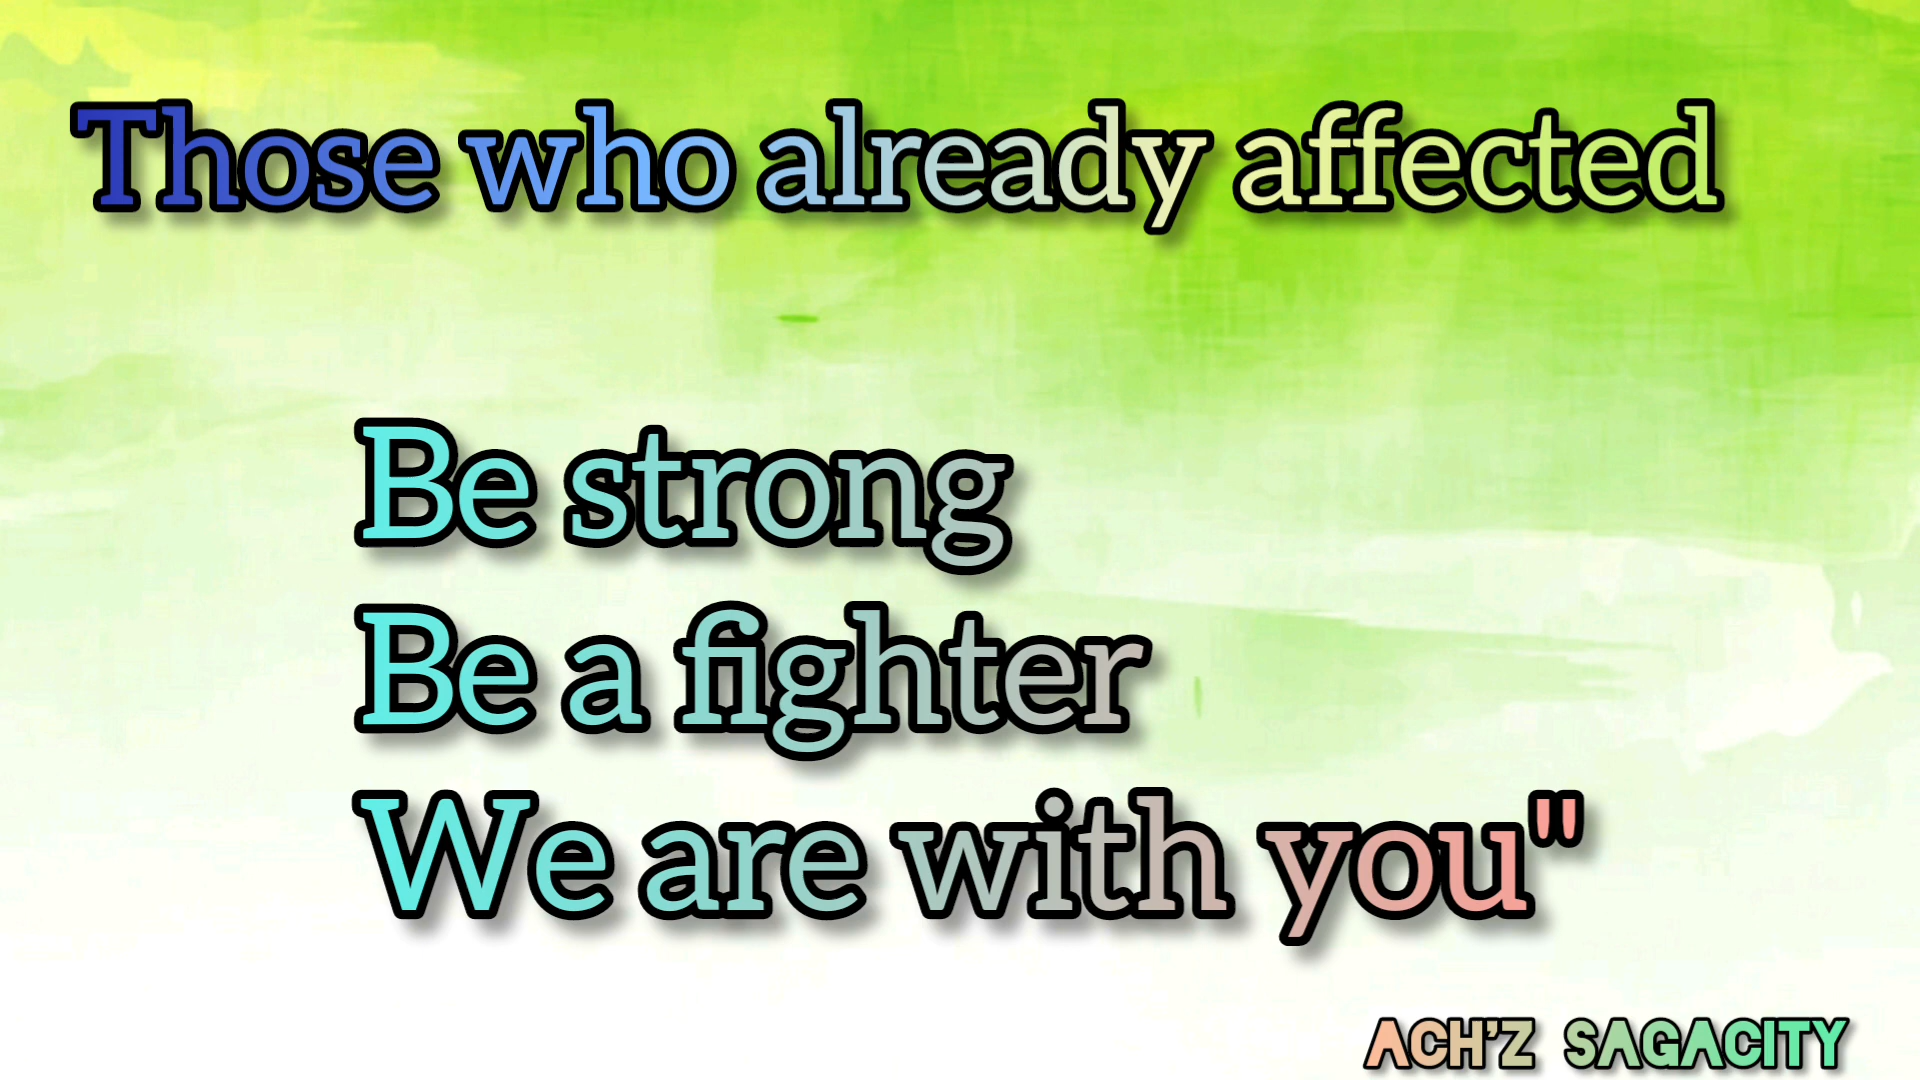 Those who already affected
Be strong
Be a fighter
We are with you"
ACH'Z SAGACITY